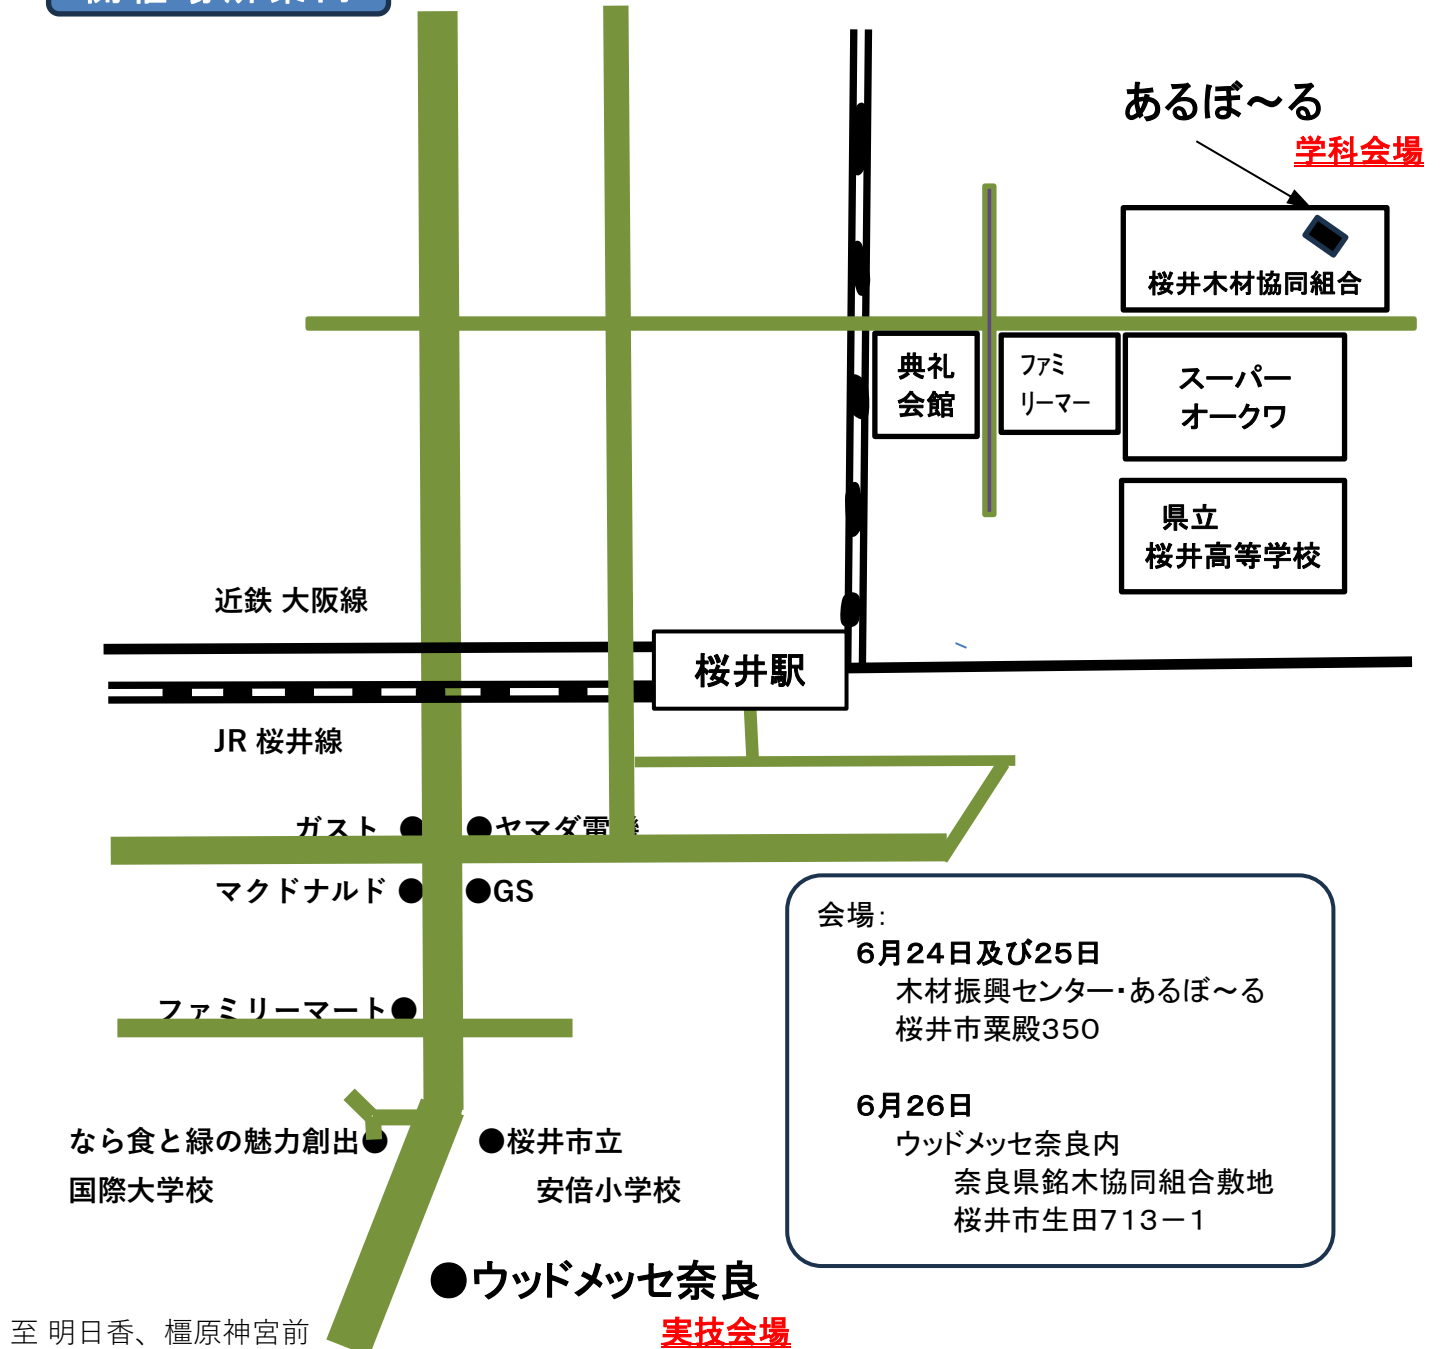 あるぼ～る
学科会場
桜井木材協同組合
典礼
会館
ファミ
リーマー
スーパー
オークワ
県立
桜井高等学校
近鉄 大阪線
桜井駅
JR 桜井線
ガスト ●
●ヤマダ電機
マクドナルド ●
●GS
ファミリーマート●
なら食と緑の魅力創出●
国際大学校
●桜井市立
安倍小学校
●ウッドメッセ奈良
実技会場
至 明日香、橿原神宮前
会場：
６月２４日及び２５日
木材振興センター・あるぼ～る
桜井市粟殿３５０
６月２６日
ウッドメッセ奈良内
奈良県銘木協同組合敷地
桜井市生田７１３－１